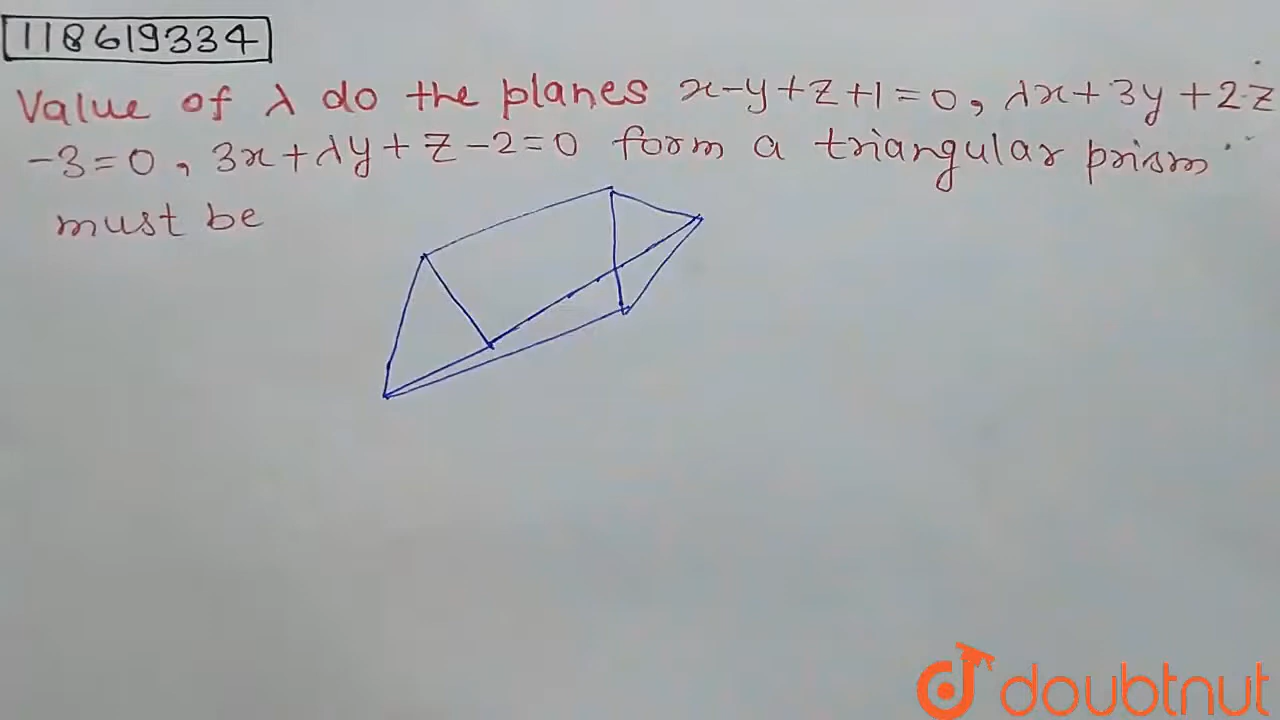 118619334
Value of λ do the planes x-y+z+1=0, λx+3y+2z
-3=0, 3x+λy+z-2=0 form a triangular prism
must be
doubtnut